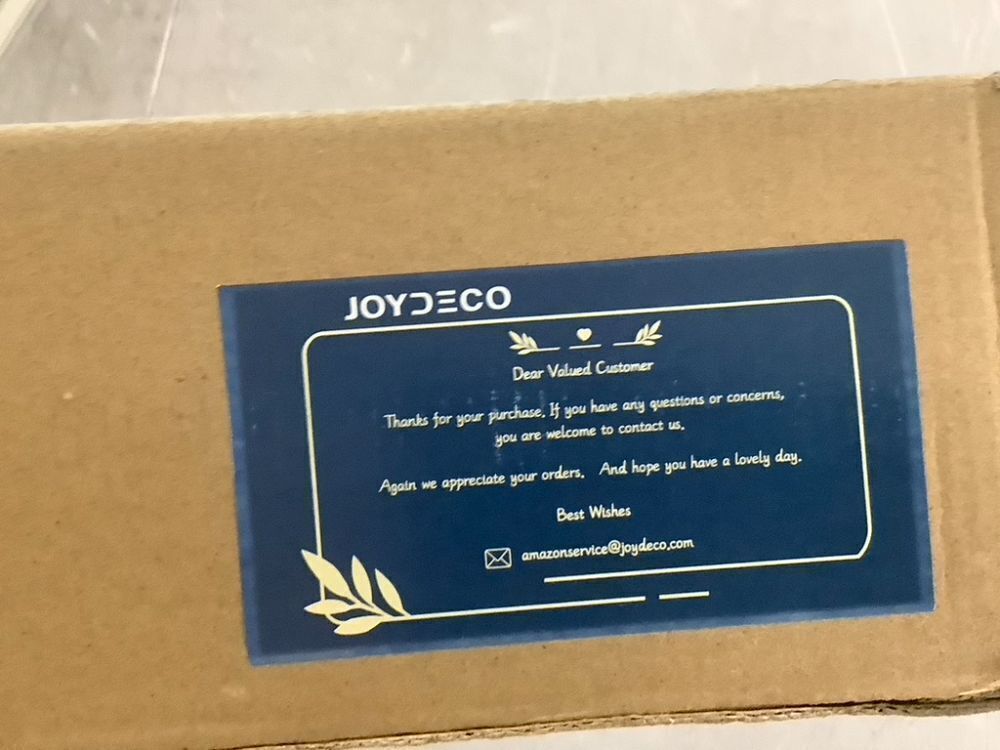 JOYDECO
Dear Valued Customer
Thanks for your purchase. If you have any questions or concerns,
you are welcome to contact us.
Again we appreciate your orders. And hope you have a lovely day.
Best Wishes
amazonservice@joydeco.com